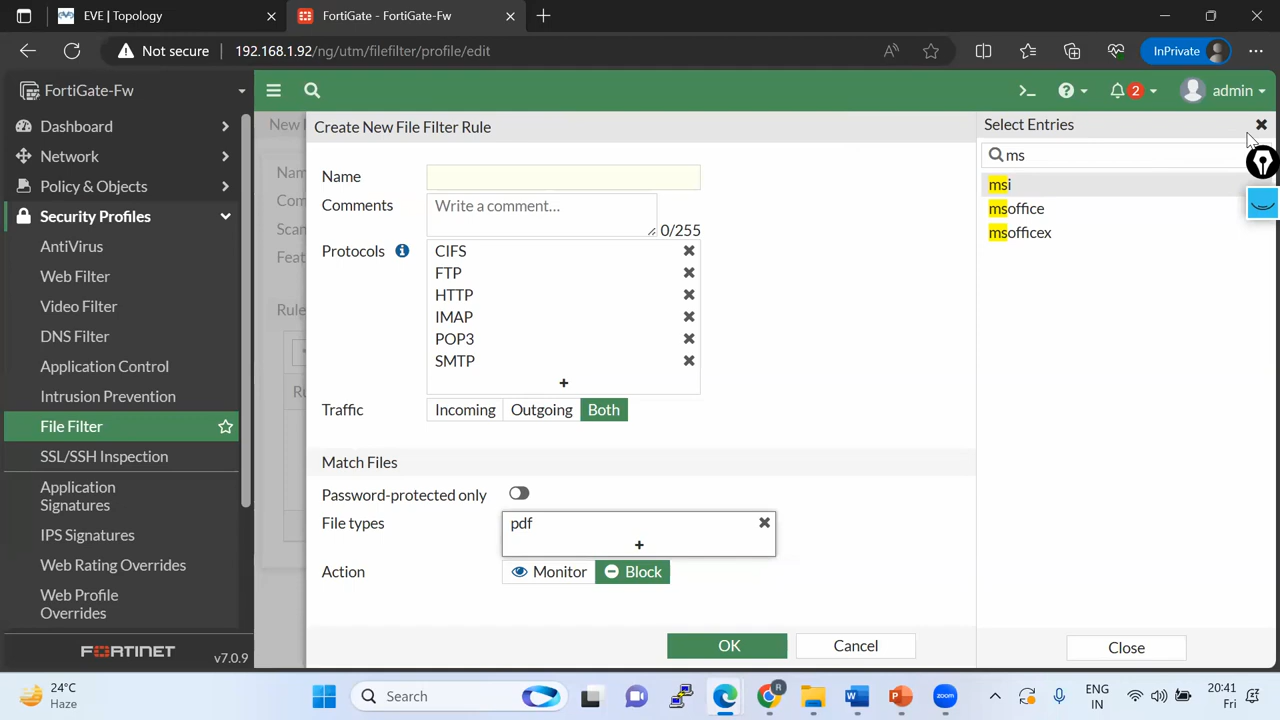 EVE | Topology
FortiGate - FortiGate-Fw
Not secure
192.168.1.92/ng/utm/filefilter/profile/edit
InPrivate
FortiGate-Fw
2
admin
Dashboard
Network
Policy & Objects
Security Profiles
AntiVirus
Web Filter
Video Filter
DNS Filter
Application Control
Intrusion Prevention
File Filter
SSL/SSH Inspection
Application
Signatures
IPS Signatures
Web Rating Overrides
Web Profile
Overrides
FORTINET
v7.0.9
Create New File Filter Rule
Name
Comments
Write a comment...
0/255
Protocols
CIFS
FTP
HTTP
IMAP
POP3
SMTP
Traffic
Incoming
Outgoing
Both
Match Files
Password-protected only
File types
pdf
Action
Monitor
Block
OK
Cancel
Select Entries
ms
msi
msoffice
msofficex
Close
24°C
Haze
Search
R
zoom
ENG
IN
20:41
Fri